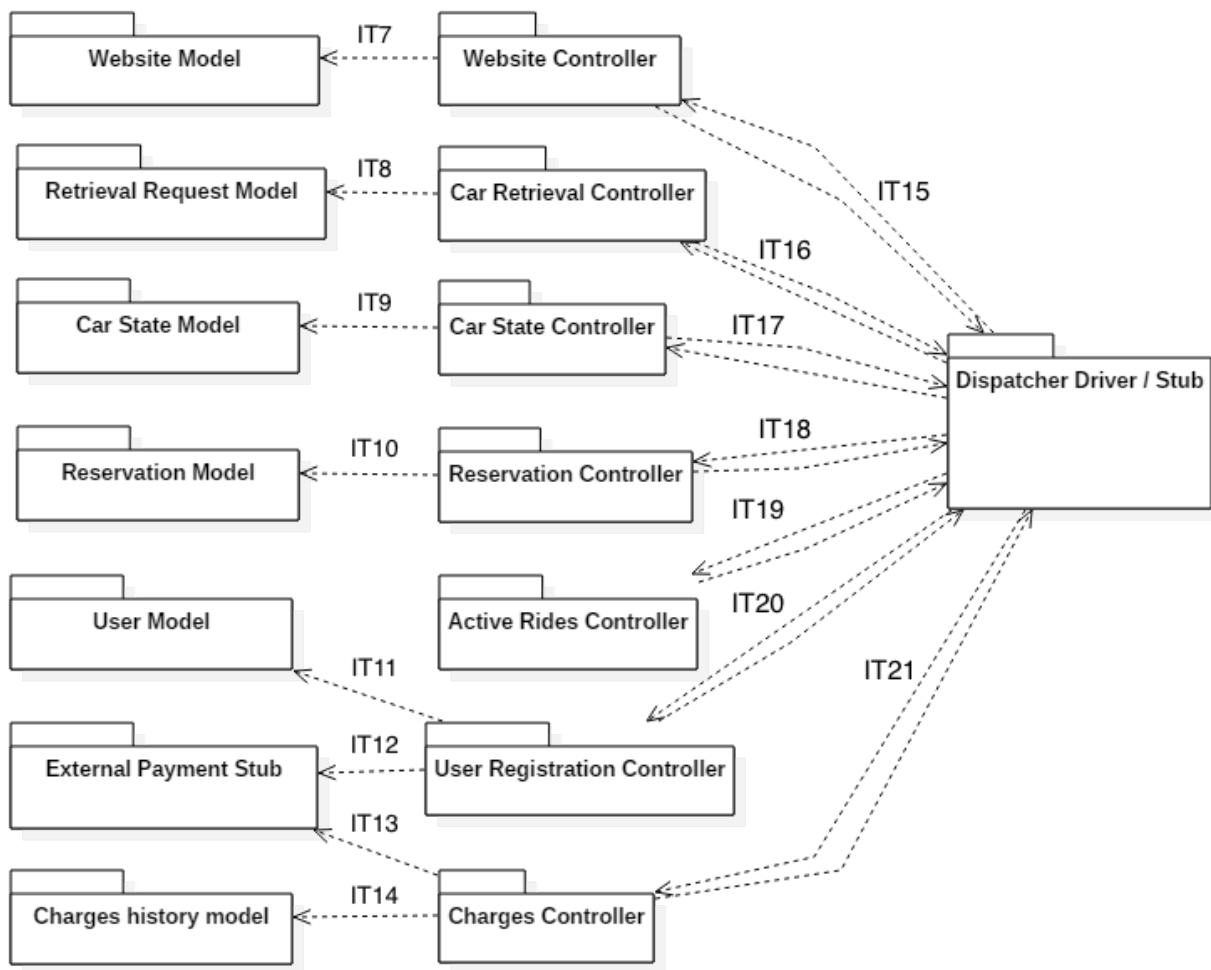 IT7
Website Model
Website Controller
IT8
IT15
Retrieval Request Model
Car Retrieval Controller
IT16
IT9
Car State Model
Car State Controller
IT17
Dispatcher Driver / Stub
IT18
IT10
Reservation Model
Reservation Controller
IT19
User Model
Active Rides Controller
IT20
IT11
IT21
IT12
External Payment Stub
User Registration Controller
IT13
IT14
Charges history model
Charges Controller